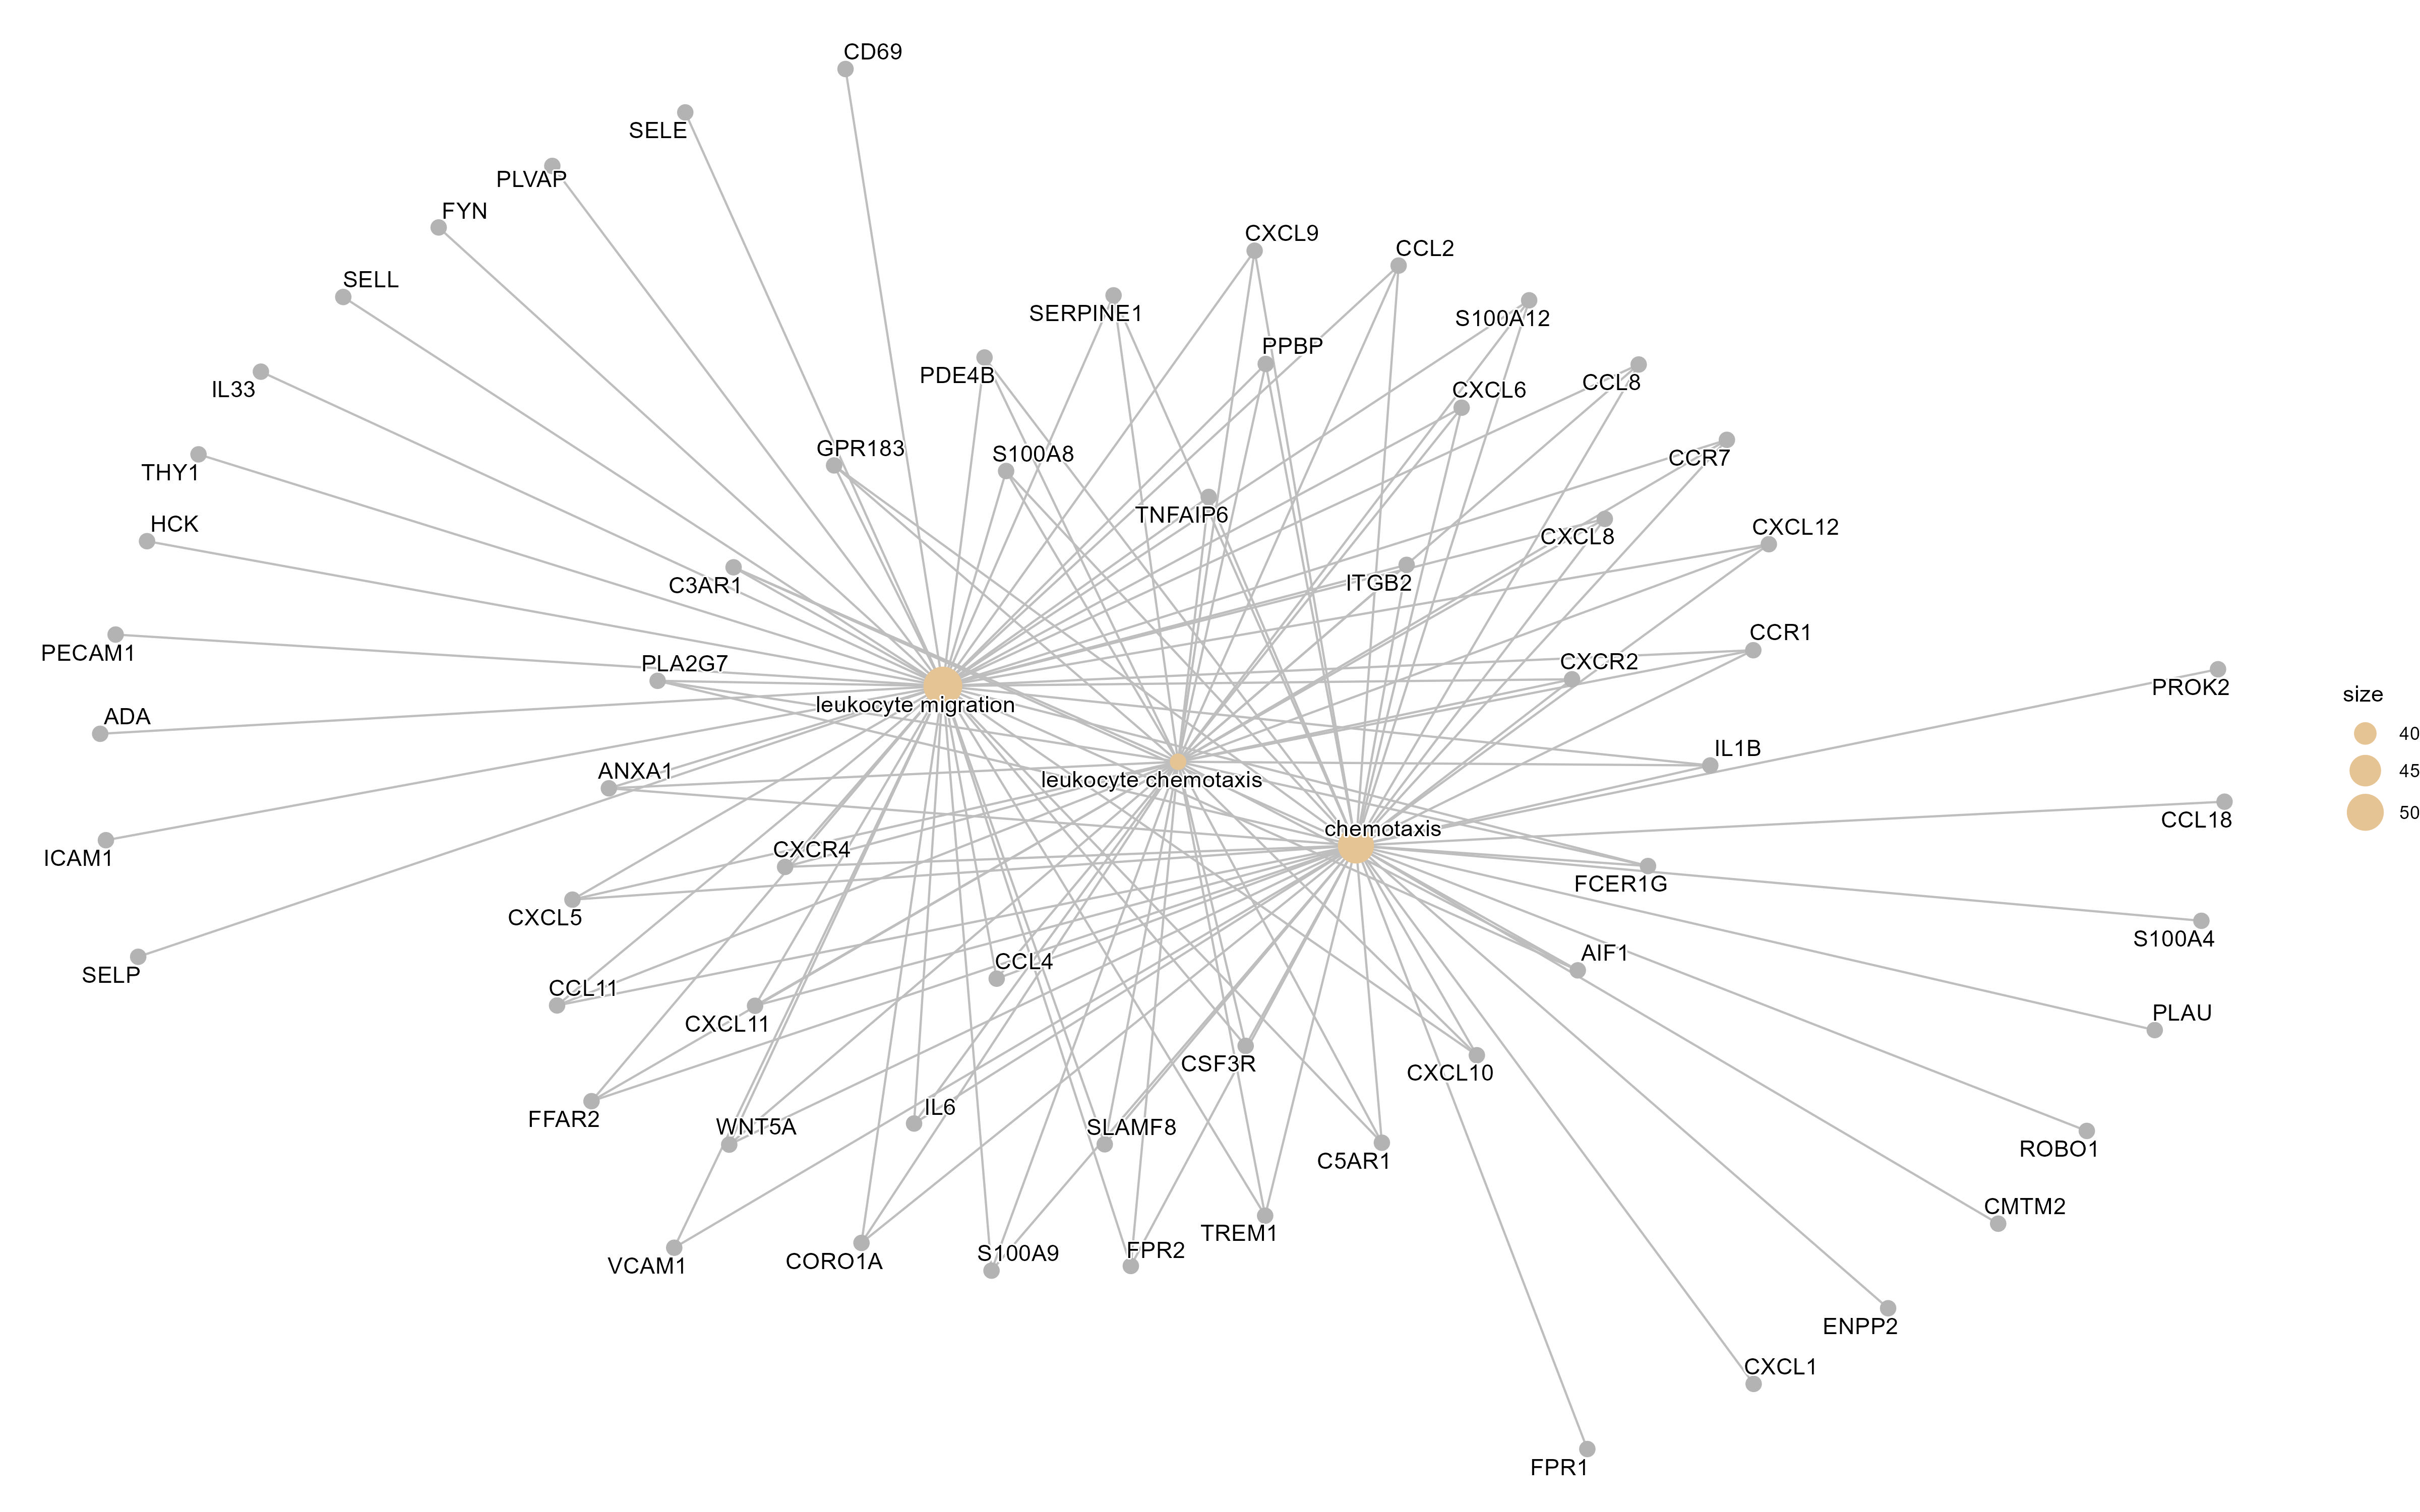 CD69
SELE
PLVAP
FYN
CXCL9
CCL2
SELL
SERPINE1
S100A12
PPBP
PDE4B
CCL8
IL33
CXCL6
GPR183
S100A8
CCR7
THY1
TNFAIP6
HCK
CXCL12
CXCL8
C3AR1
ITGB2
CCR1
PECAM1
PLA2G7
CXCR2
PROK2
size
leukocyte migration
ADA
40
IL1B
ANXA1
leukocyte chemotaxis
45
50
CCL18
chemotaxis
CXCR4
ICAM1
FCER1G
CXCL5
S100A4
AIF1
CCL4
SELP
CCL11
PLAU
CXCL11
CSF3R
CXCL10
IL6
FFAR2
WNT5A
SLAMF8
ROBO1
C5AR1
CMTM2
TREM1
FPR2
S100A9
CORO1A
VCAM1
ENPP2
CXCL1
FPR1